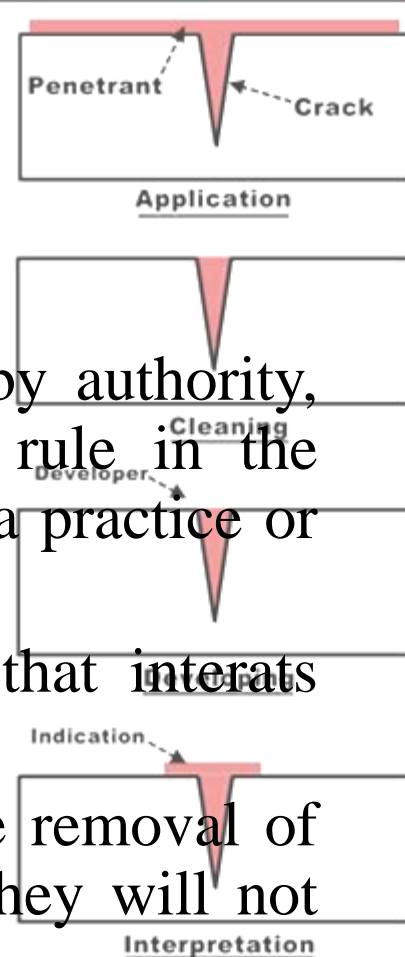 Penetrant
Crack
Application
by authority,
Cleaning
rule in the
Developer
a practice or
that interats
Developing
Indication
removal of
they will not
Interpretation